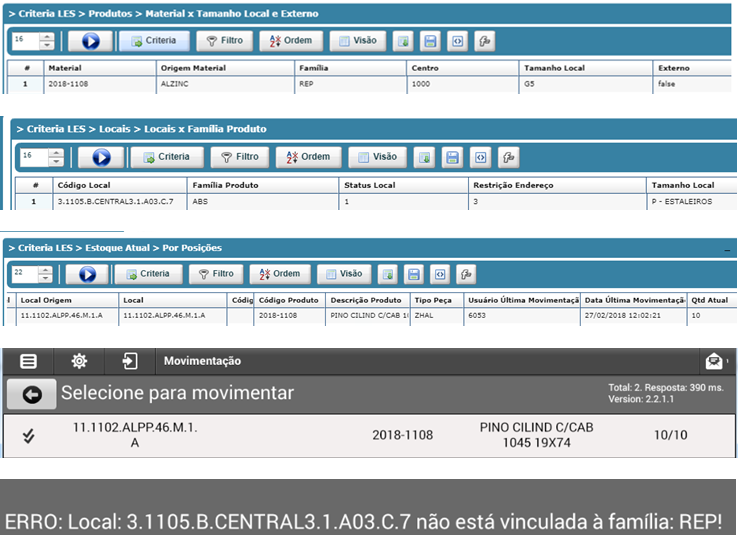 > Criteria LES > Produtos > Material x Tamanho Local e Externo
16 Criteria Filtro Ordem Visão
# Material Origem Material Família Centro Tamanho Local Externo
1 2018-1108 ALZINC REP 1000 G5 false
> Criteria LES > Locais > Locais x Família Produto
16 Criteria Filtro Ordem Visão
# Código Local Família Produto Status Local Restrição Endereço Tamanho Local
1 3.1105.B.CENTRAL3.1.A03.C.7 ABS 1 3 P - ESTALEIROS
> Criteria LES > Estoque Atual > Por Posições
22 Criteria Filtro Ordem Visão
Local Origem Local Códig Código Produto Descrição Produto Tipo Peça Usuário Última Movimentaçã Data Última Movimentaçã Qtd Atual
11.1102.ALPP.46.M.1.A 11.1102.ALPP.46.M.1.A 2018-1108 PINO CILIND C/CAB 10 ZHAL 6053 27/02/2018 12:02:21 10
Movimentação
Selecione para movimentar
Total: 2. Resposta: 390 ms.
Version: 2.2.1.1
11.1102.ALPP.46.M.1.
A
2018-1108
PINO CILIND C/CAB
1045 19X74
10/10
ERRO: Local: 3.1105.B.CENTRAL3.1.A03.C.7 não está vinculada à família: REP!